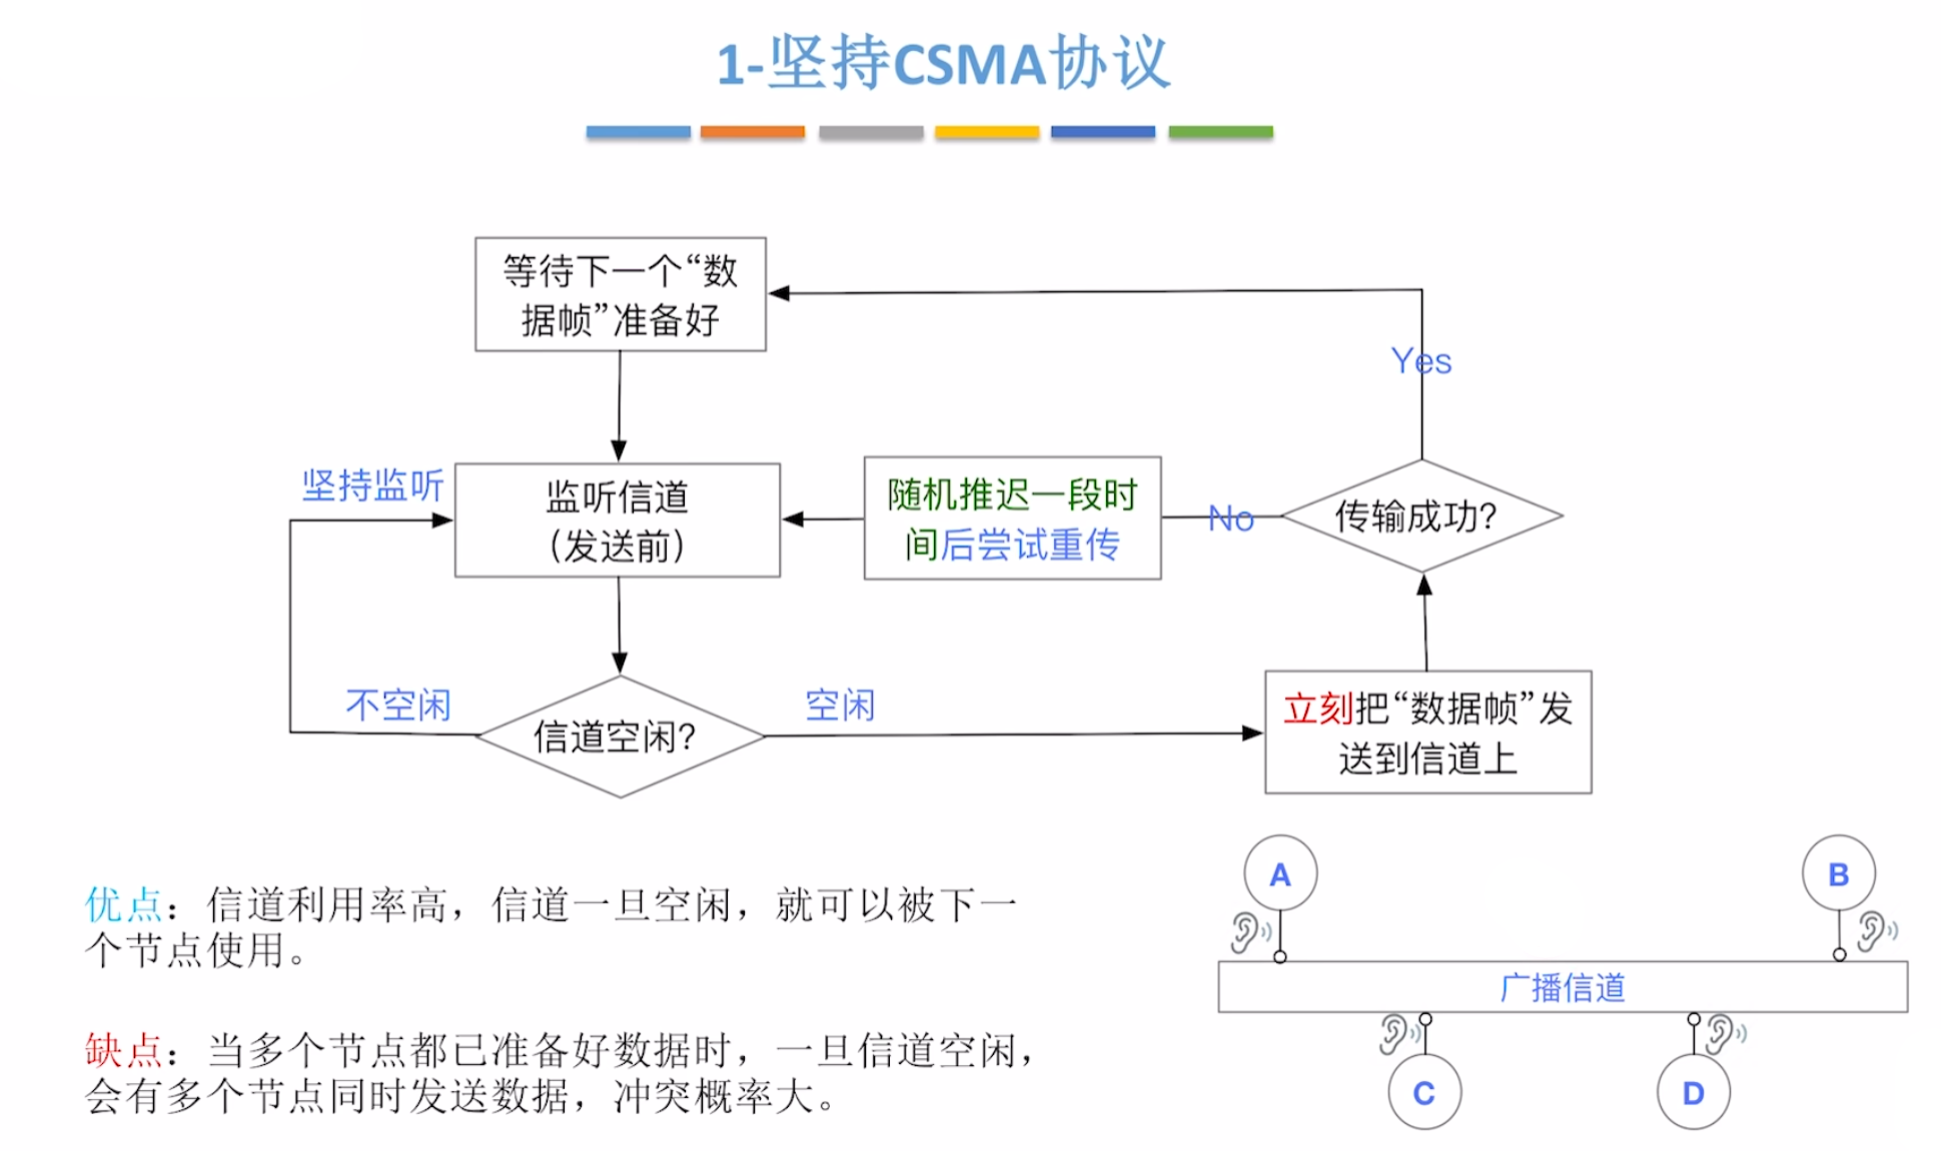 1-坚持CSMA协议
等待下一个“数
据帧”准备好
Yes
坚持监听
监听信道
（发送前）
随机推迟一段时
间后尝试重传
No
传输成功？
不空闲
信道空闲？
空闲
立刻把“数据帧”发
送到信道上
优点：信道利用率高，信道一旦空闲，就可以被下一
个节点使用。
缺点：当多个节点都已准备好数据时，一旦信道空闲，
会有多个节点同时发送数据，冲突概率大。
A
B
广播信道
C
D